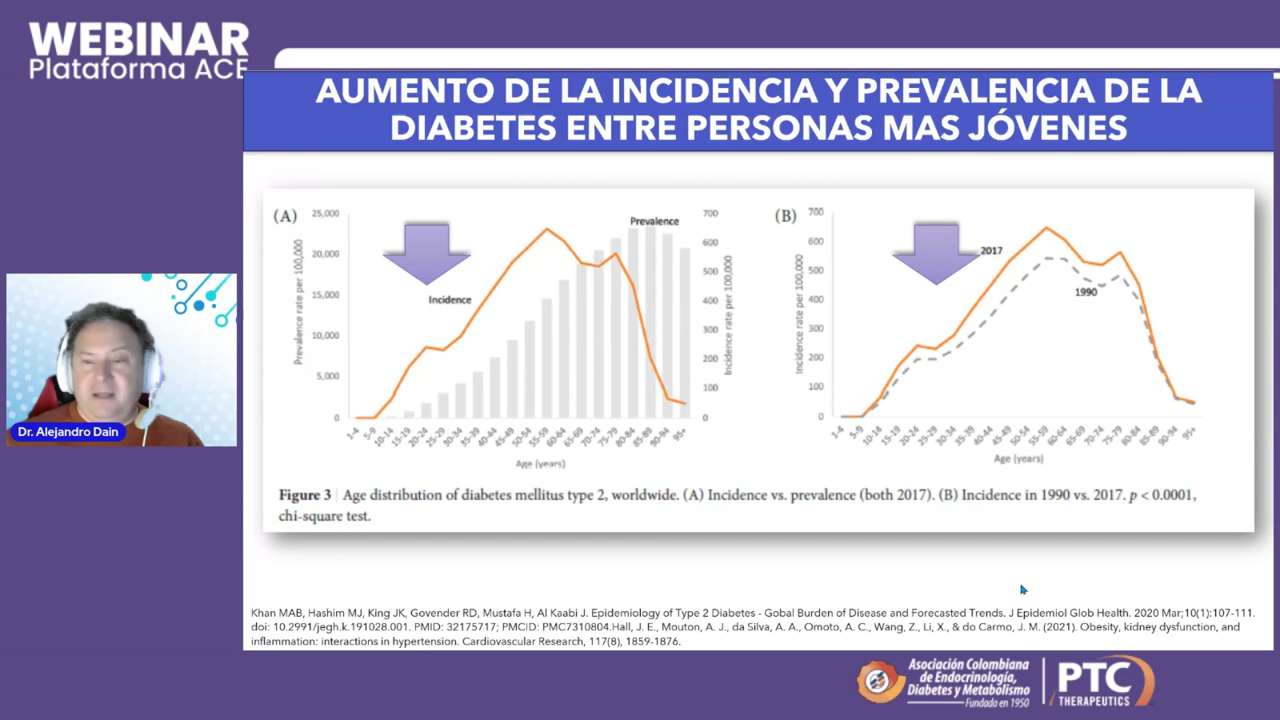 WEBINAR
Plataforma ACE
AUMENTO DE LA INCIDENCIA Y PREVALENCIA DE LA
DIABETES ENTRE PERSONAS MAS JÓVENES
(A)
Prevalence rate per 100,000
25,000
20,000
15,000
10,000
5,000
0
Incidence
Prevalence
700
600
500
400
300
200
100
0
Incidence rate per 100,000
1-4
5-9
10-14
15-19
20-24
25-29
30-34
35-39
40-44
45-49
50-54
55-59
60-64
65-69
70-74
75-79
80-84
85-89
90-94
95+
Age (years)
(B)
Incidence rate per 100,000
700
600
500
400
300
200
100
0
2017
1990
1-4
5-9
10-14
15-19
20-24
25-29
30-34
35-39
40-44
45-49
50-54
55-59
60-64
65-69
70-74
75-79
80-84
85-89
90-94
95+
Age (years)
Figure 3 | Age distribution of diabetes mellitus type 2, worldwide. (A) Incidence vs. prevalence (both 2017). (B) Incidence in 1990 vs. 2017. p < 0.0001,
chi-square test.
Dr. Alejandro Dain
Khan MAB, Hashim MJ, King JK, Govender RD, Mustafa H, Al Kaabi J. Epidemiology of Type 2 Diabetes - Gobal Burden of Disease and Forecasted Trends. J Epidemiol Glob Health. 2020 Mar;10(1):107-111.
doi: 10.2991/jegh.k.191028.001. PMID: 32175717; PMCID: PMC7310804.Hall, J. E., Mouton, A. J., da Silva, A. A., Omoto, A. C., Wang, Z., Li, X., & do Carmo, J. M. (2021). Obesity, kidney dysfunction, and
inflammation: interactions in hypertension. Cardiovascular Research, 117(8), 1859-1876.
Asociación Colombiana
de Endocrinología,
Diabetes y Metabolismo
Fundada en 1950
PTC
THERAPEUTICS